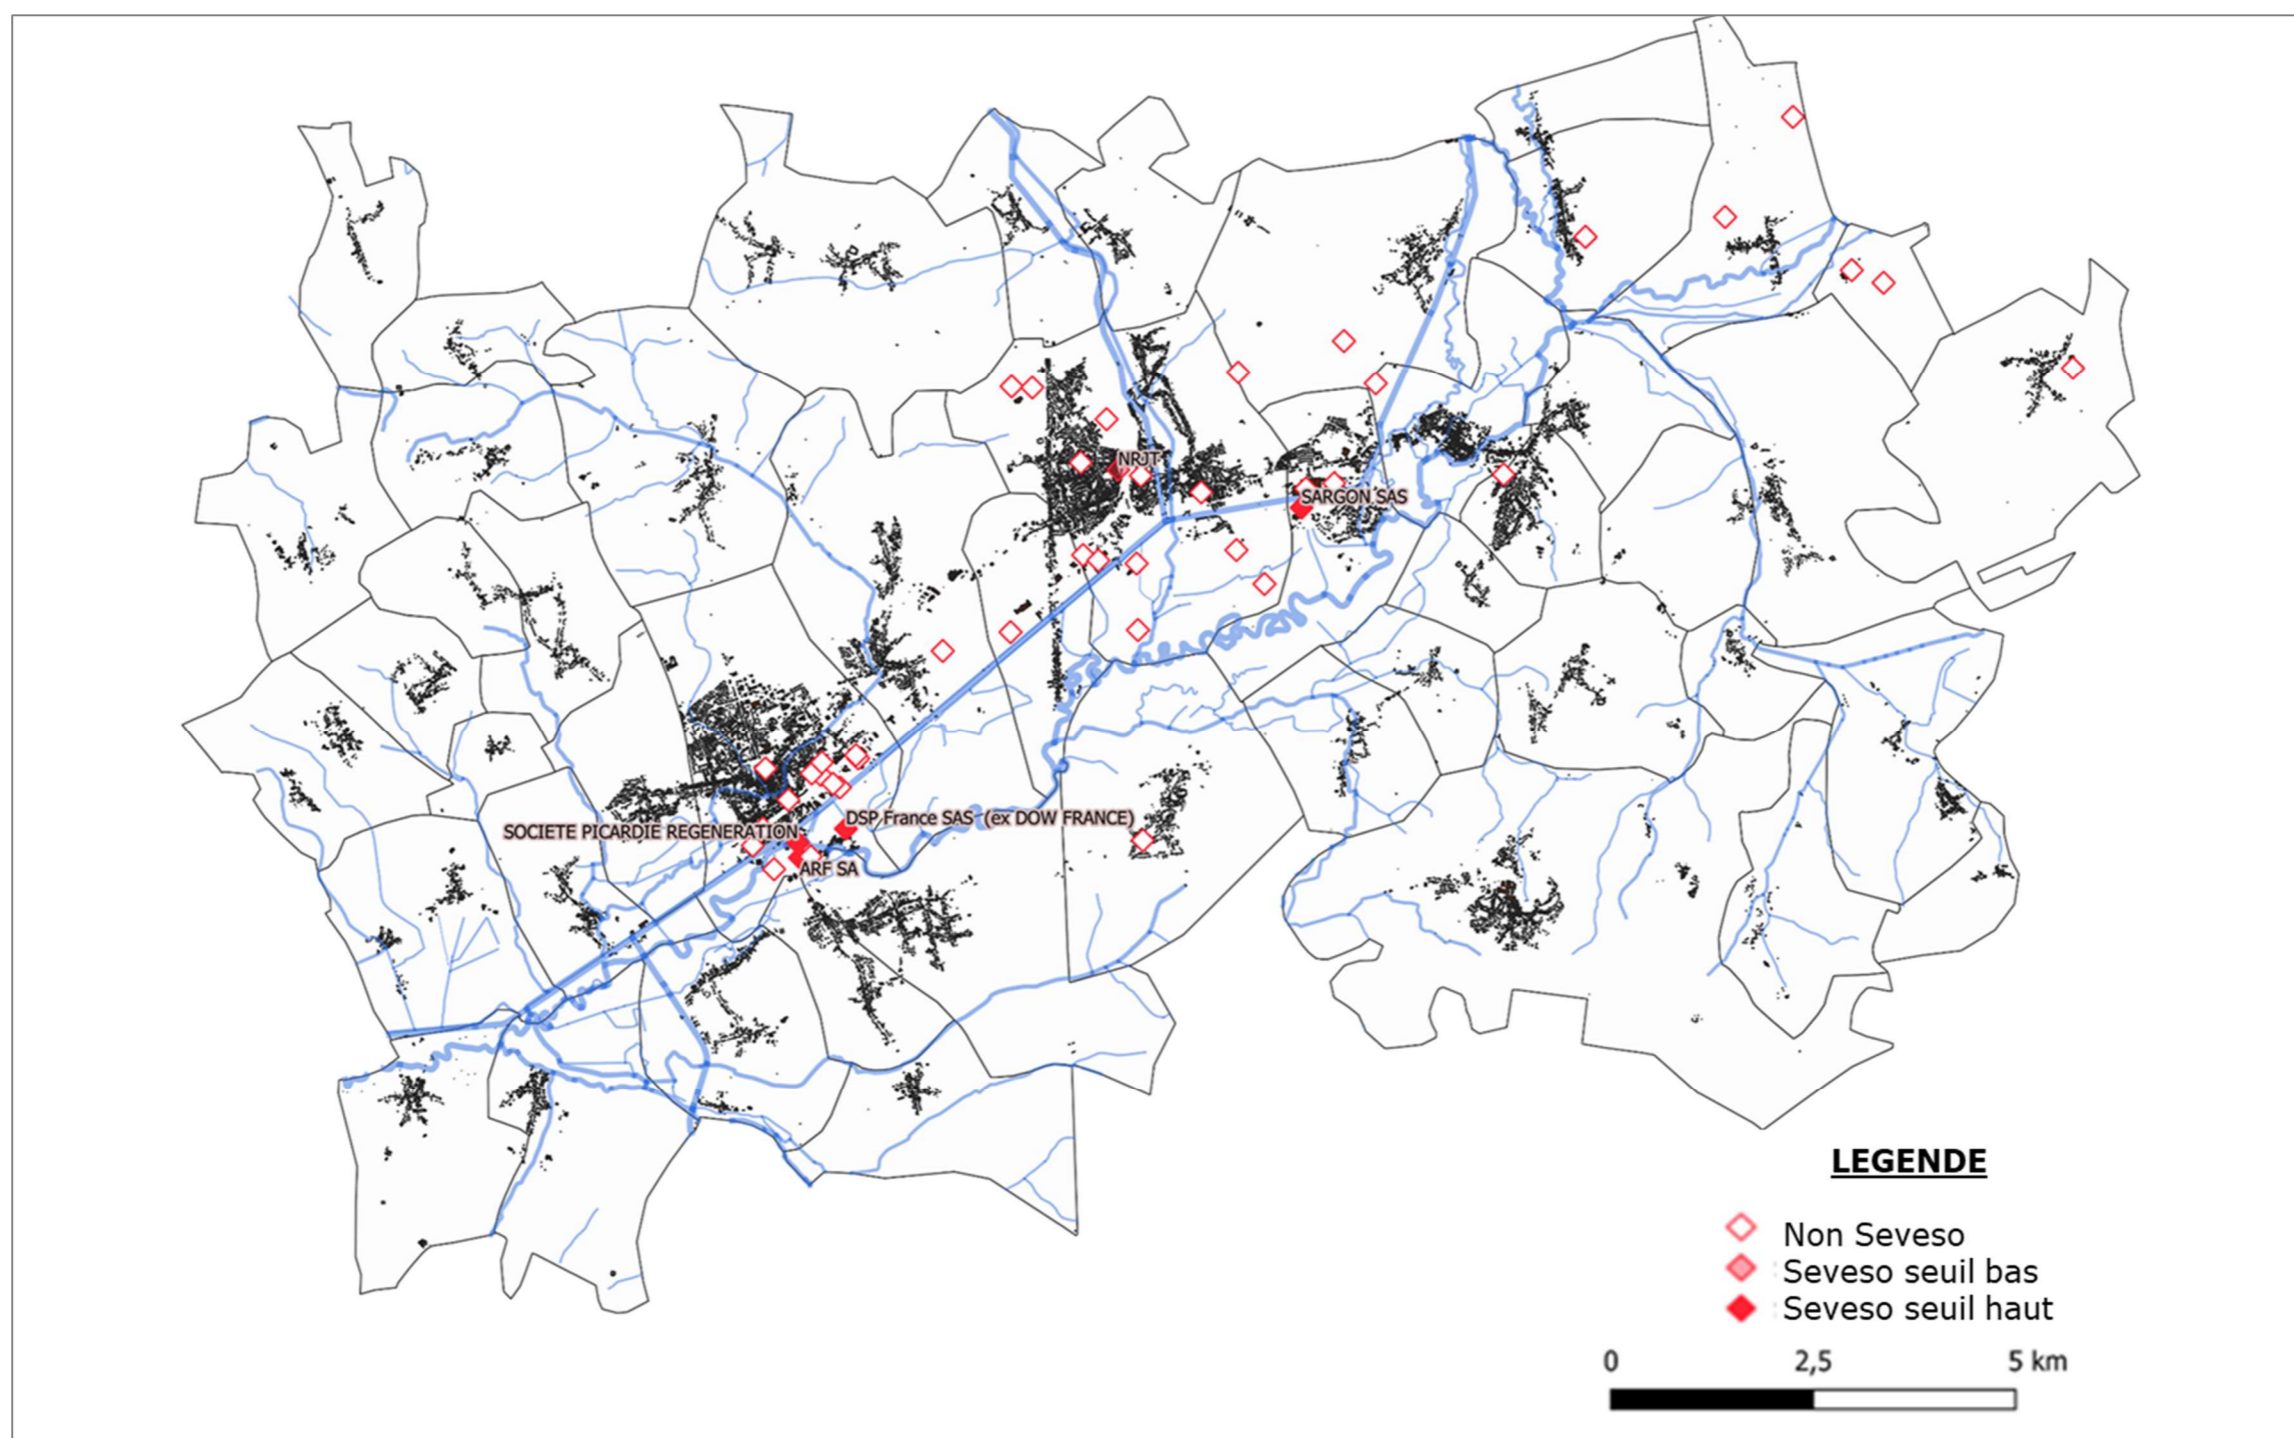 NRJT
SARGON SAS
DSP France SAS (ex DOW FRANCE)
SOCIETE PICARDIE REGENERATION
ARF SA
LEGENDE
Non Seveso
Seveso seuil bas
Seveso seuil haut
0 2,5 5 km